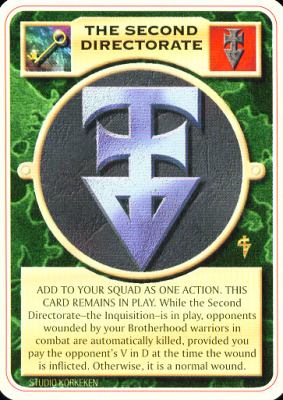 THE SECOND
DIRECTORATE
ADD TO YOUR SQUAD AS ONE ACTION. THIS
CARD REMAINS IN PLAY. While the Second
Directorate–the Inquisition–is in play, opponents
wounded by your Brotherhood warriors in
combat are automatically killed, provided you
pay the opponent's V in D at the time the wound
is inflicted. Otherwise, it is a normal wound.
STUDIO KORKEKEN